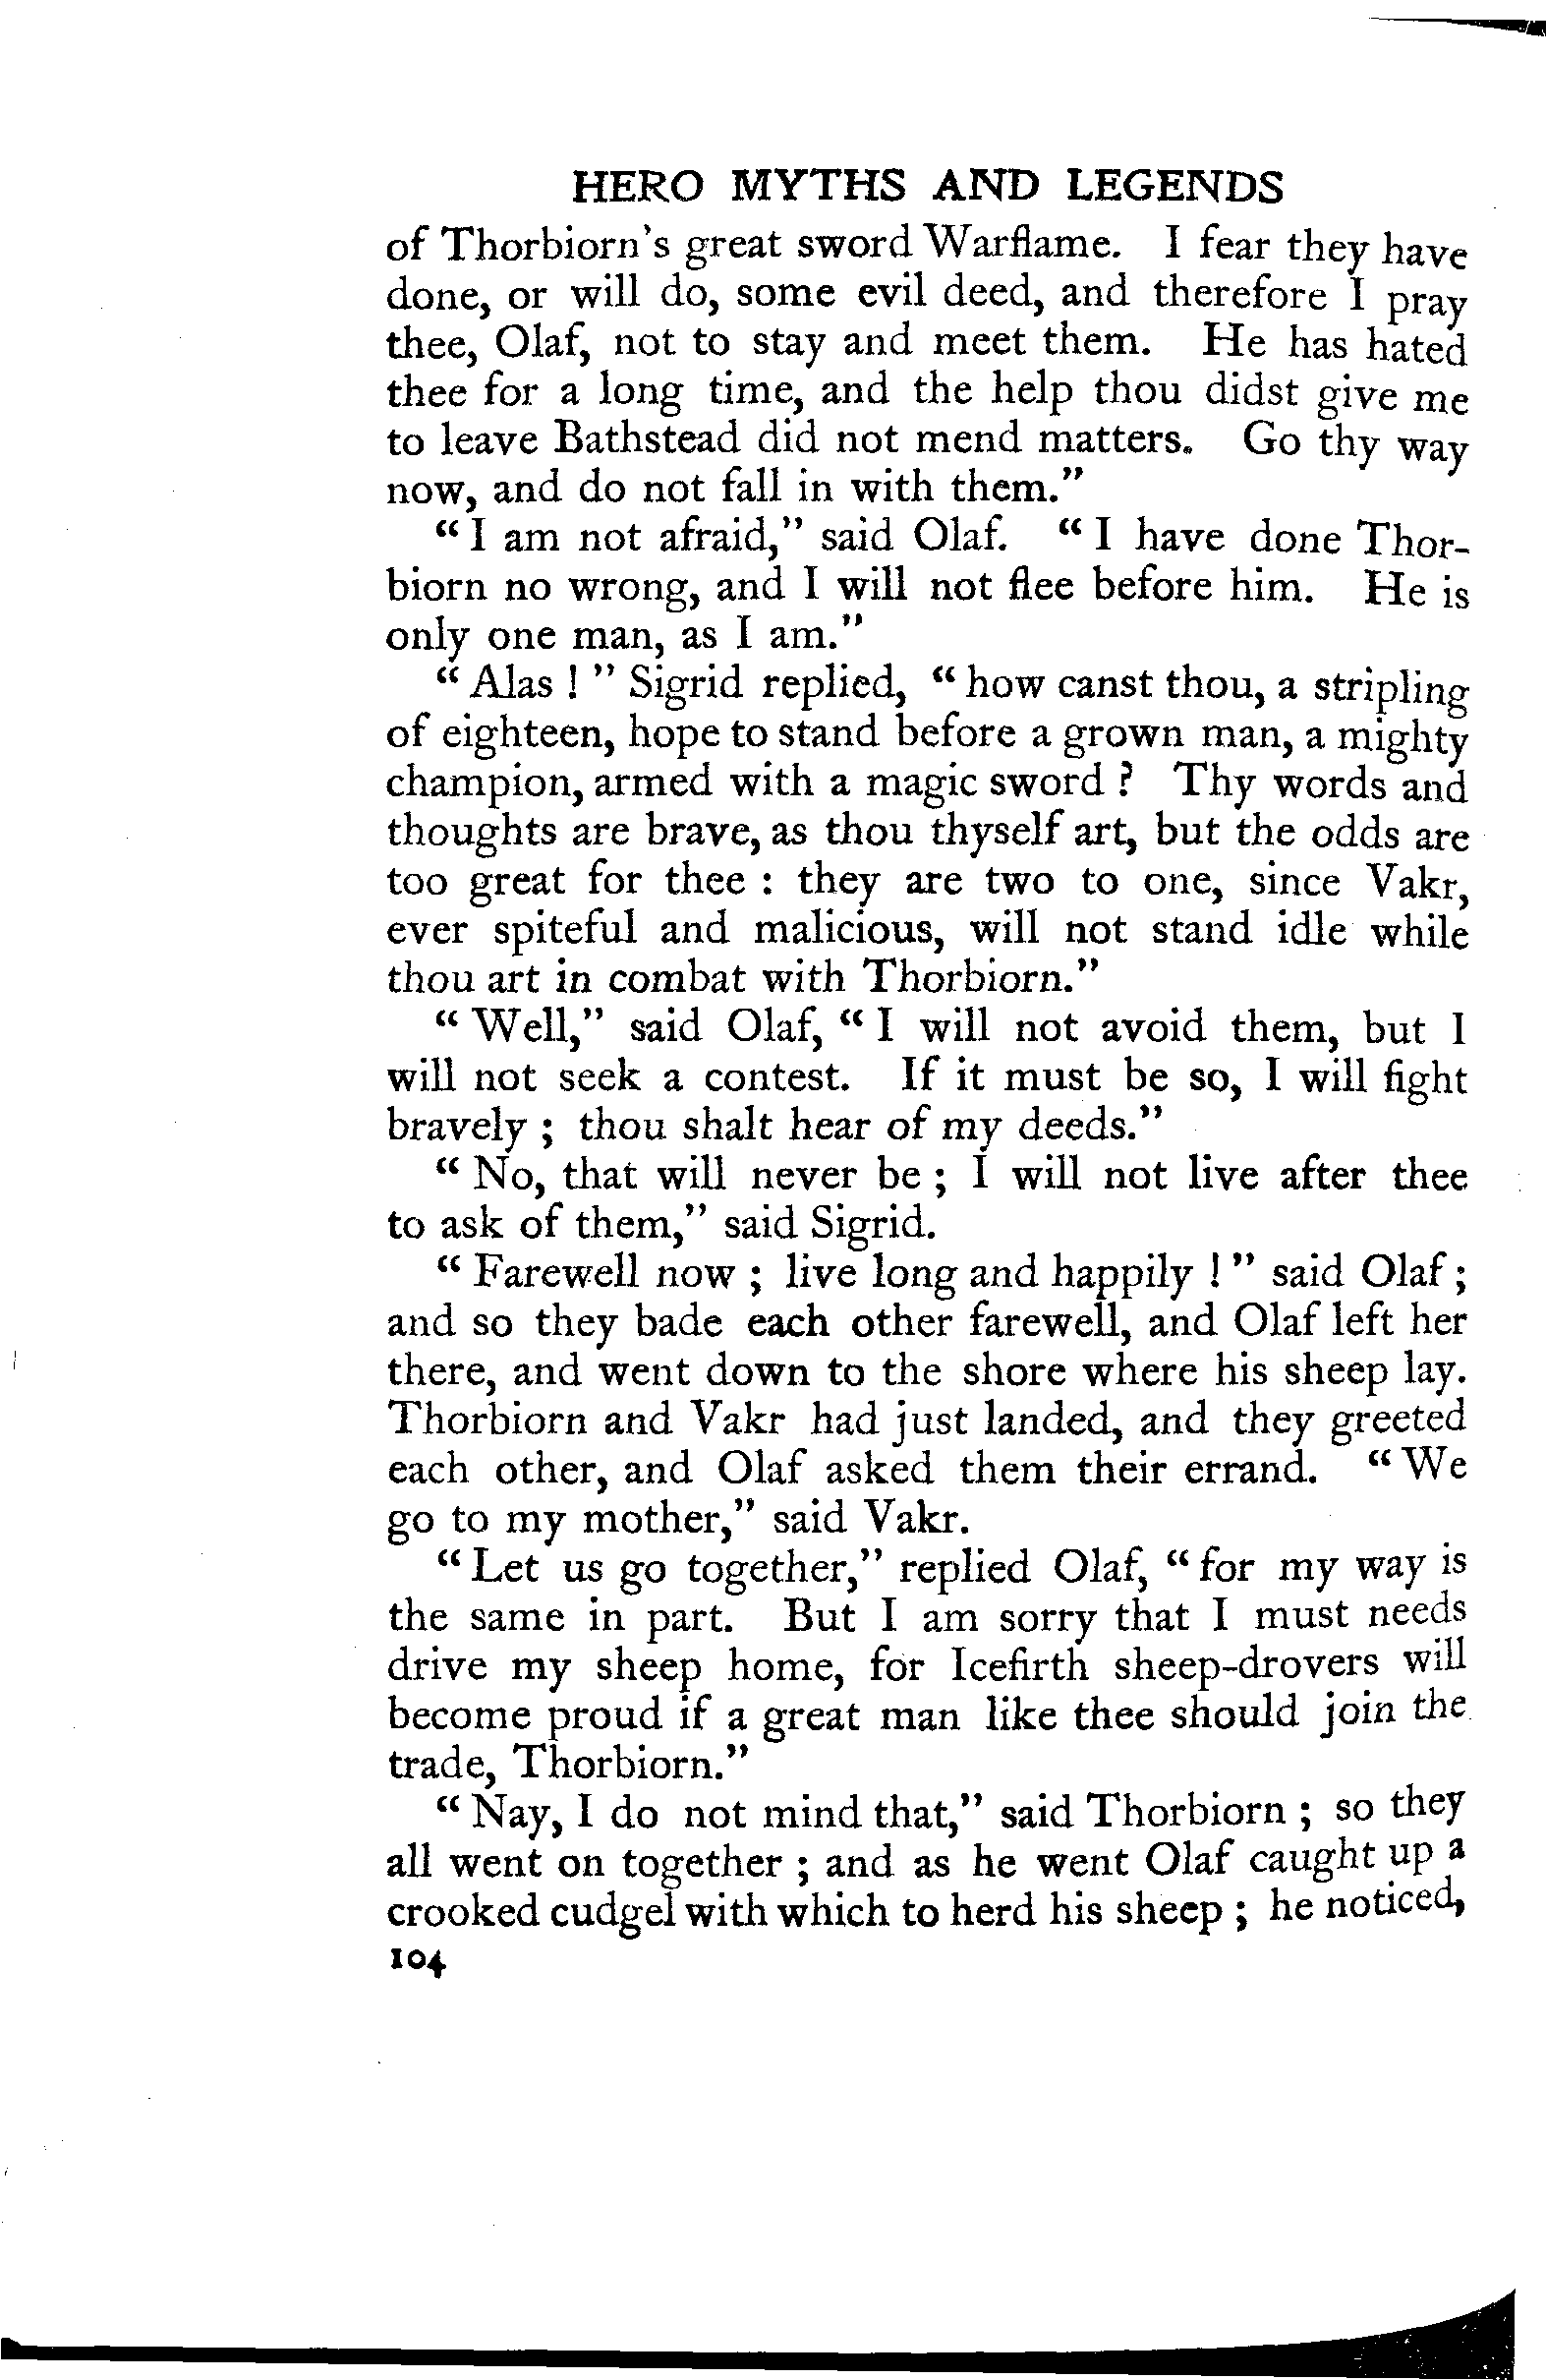 HERO MYTHS AND LEGENDS
of Thorbiorn's great sword Warflame. I fear they have
done, or will do, some evil deed, and therefore I pray
thee, Olaf, not to stay and meet them. He has hated
thee for a long time, and the help thou didst give me
to leave Bathstead did not mend matters. Go thy way
now, and do not fall in with them."
"I am not afraid," said Olaf. "I have done Thor-
biorn no wrong, and I will not flee before him. He is
only one man, as I am."
"Alas ! " Sigrid replied, "how canst thou, a stripling
of eighteen, hope to stand before a grown man, a mighty
champion, armed with a magic sword ? Thy words and
thoughts are brave, as thou thyself art, but the odds are
too great for thee : they are two to one, since Vakr,
ever spiteful and malicious, will not stand idle while
thou art in combat with Thorbiorn."
"Well," said Olaf, "I will not avoid them, but I
will not seek a contest. If it must be so, I will fight
bravely ; thou shalt hear of my deeds."
"No, that will never be ; I will not live after thee
to ask of them," said Sigrid.
"Farewell now ; live long and happily ! " said Olaf ;
and so they bade each other farewell, and Olaf left her
there, and went down to the shore where his sheep lay.
Thorbiorn and Vakr had just landed, and they greeted
each other, and Olaf asked them their errand. "We
go to my mother," said Vakr.
"Let us go together," replied Olaf, "for my way is
the same in part. But I am sorry that I must needs
drive my sheep home, for Icefirth sheep-drovers will
become proud if a great man like thee should join the
trade, Thorbiorn."
"Nay, I do not mind that," said Thorbiorn ; so they
all went on together ; and as he went Olaf caught up a
crooked cudgel with which to herd his sheep ; he noticed,
104